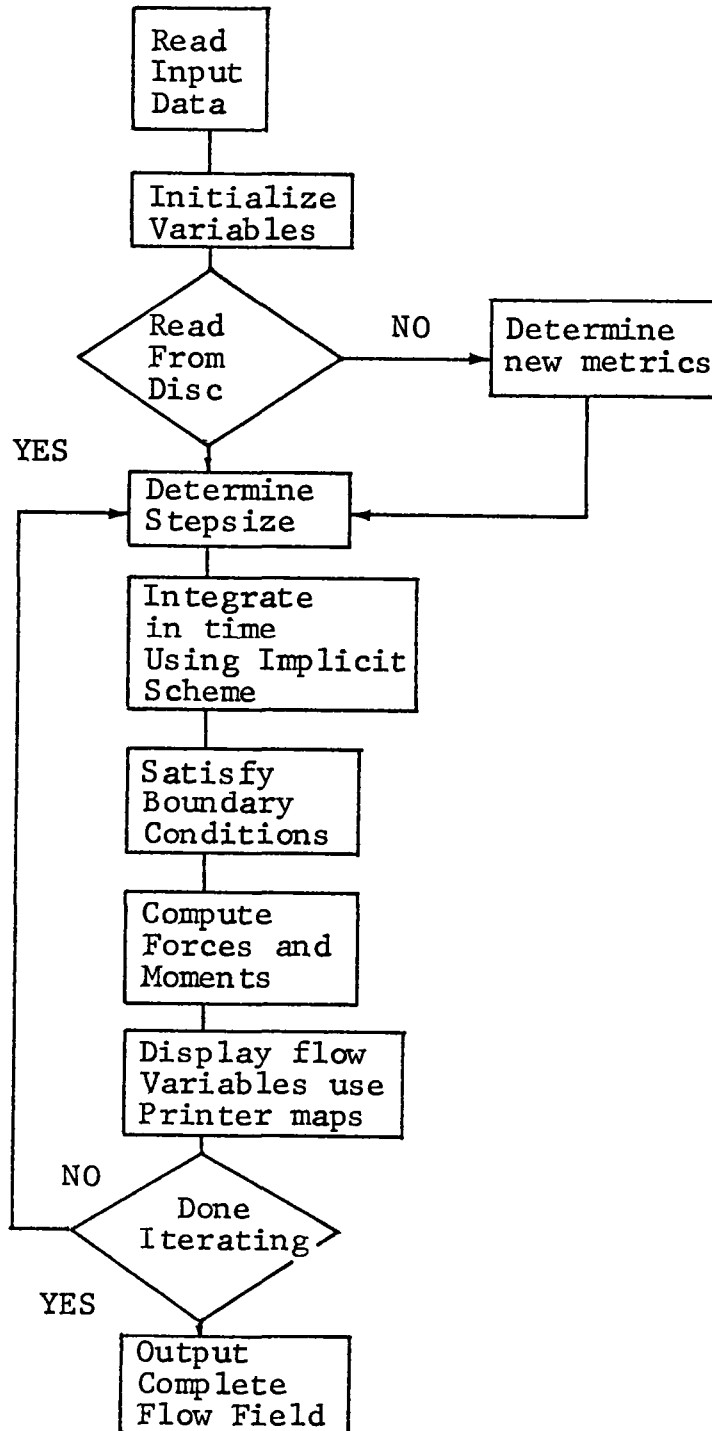 Read
Input
Data
Initialize
Variables
Read
From
Disc
NO
Determine
new metrics
YES
Determine
Stepsize
Integrate
in time
Using Implicit
Scheme
Satisfy
Boundary
Conditions
Compute
Forces and
Moments
Display flow
Variables use
Printer maps
NO
Done
Iterating
YES
Output
Complete
Flow Field